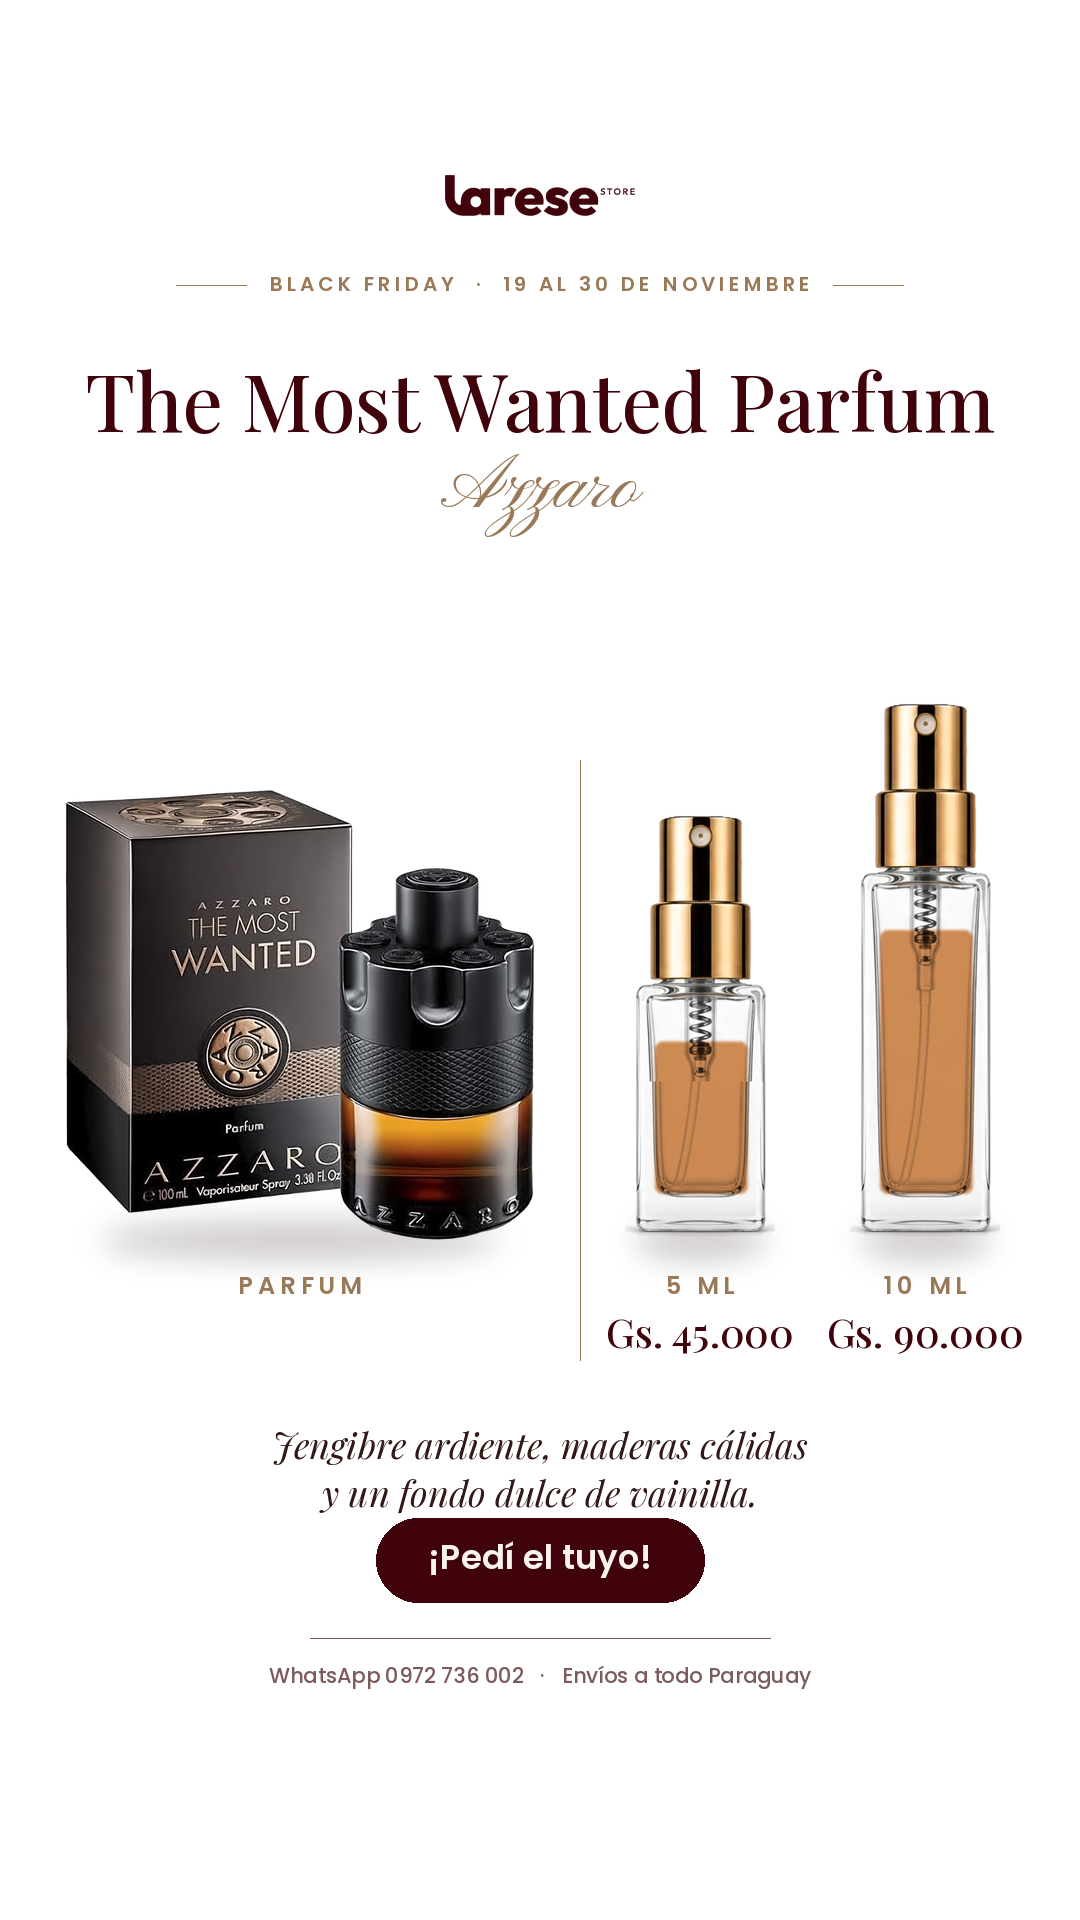 larese STORE
BLACK FRIDAY · 19 AL 30 DE NOVIEMBRE
The Most Wanted Parfum
Azzaro
AZZARO
THE MOST
WANTED
AZZARO
Parfum
AZZARO
e 100 ml. Vaporisateur Spray 3.38 Fl. Oz
AZZARO
PARFUM
5 ML
Gs. 45.000
10 ML
Gs. 90.000
Jengibre ardiente, maderas cálidas
y un fondo dulce de vainilla.
¡Pedí el tuyo!
WhatsApp 0972 736 002 · Envíos a todo Paraguay